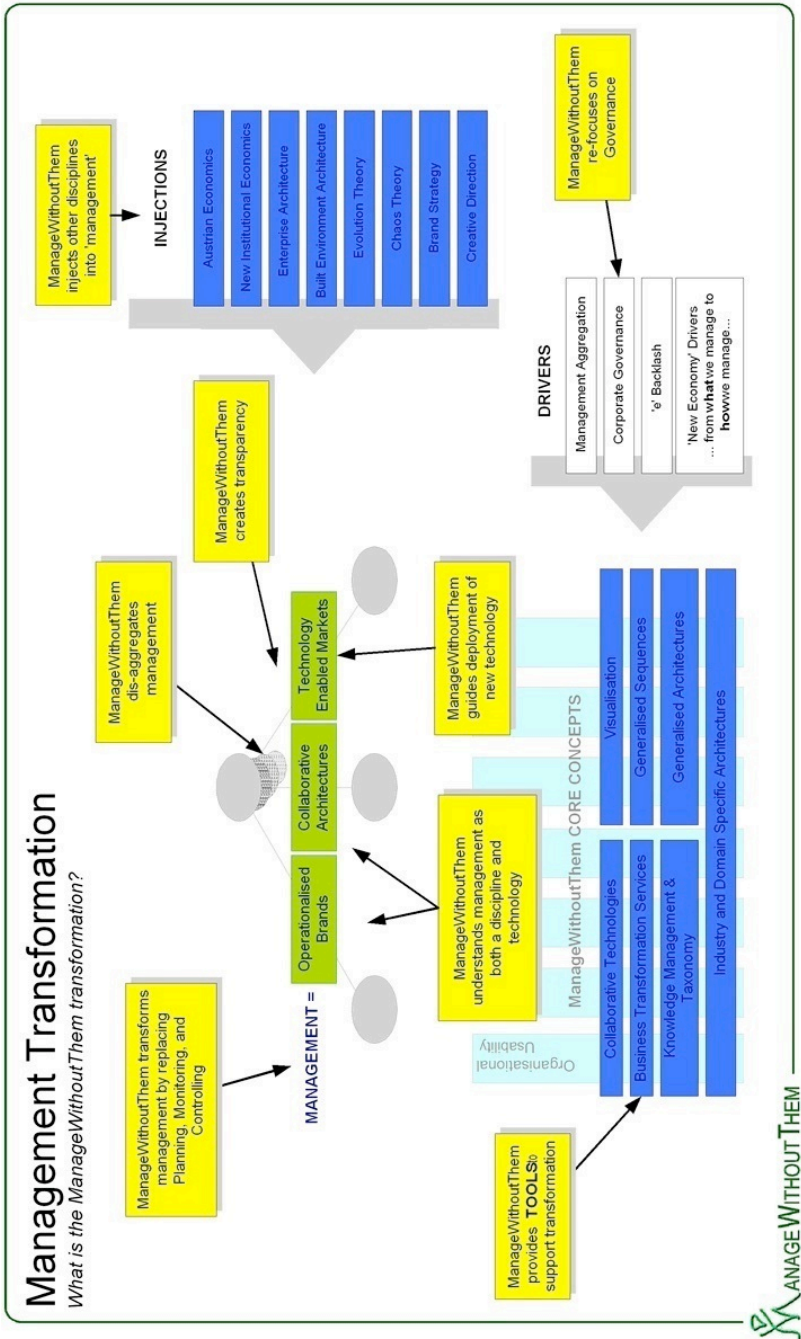 Management Transformation
What is the ManageWithoutThem transformation?
ManageWithoutThem transforms
management by replacing
Planning, Monitoring, and
Controlling
ManageWithoutThem
dis-aggregates
management
ManageWithoutThem
creates transparency
ManageWithoutThem
injects other disciplines
into 'management'
INJECTIONS
Austrian Economics
New Institutional Economics
Enterprise Architecture
Built Environment Architecture
Evolution Theory
Chaos Theory
Brand Strategy
Creative Direction
MANAGEMENT =
Operationalised
Brands
Collaborative
Architectures
Technology
Enabled Markets
ManageWithoutThem
understands management as
both a discipline and
technology
ManageWithoutThem
guides deployment of
new technology
ManageWithoutThem
provides TOOLS to
support transformation
Organisational
Usability
ManageWithoutThem CORE CONCEPTS
Collaborative Technologies
Business Transformation Services
Knowledge Management &
Taxonomy
Visualisation
Generalised Sequences
Generalised Architectures
Industry and Domain Specific Architectures
DRIVERS
Management Aggregation
Corporate Governance
'e' Backlash
'New Economy' Drivers
... from what we manage to
how we manage...
ManageWithoutThem
re-focuses on
Governance
MANAGEWITHOUTTHEM